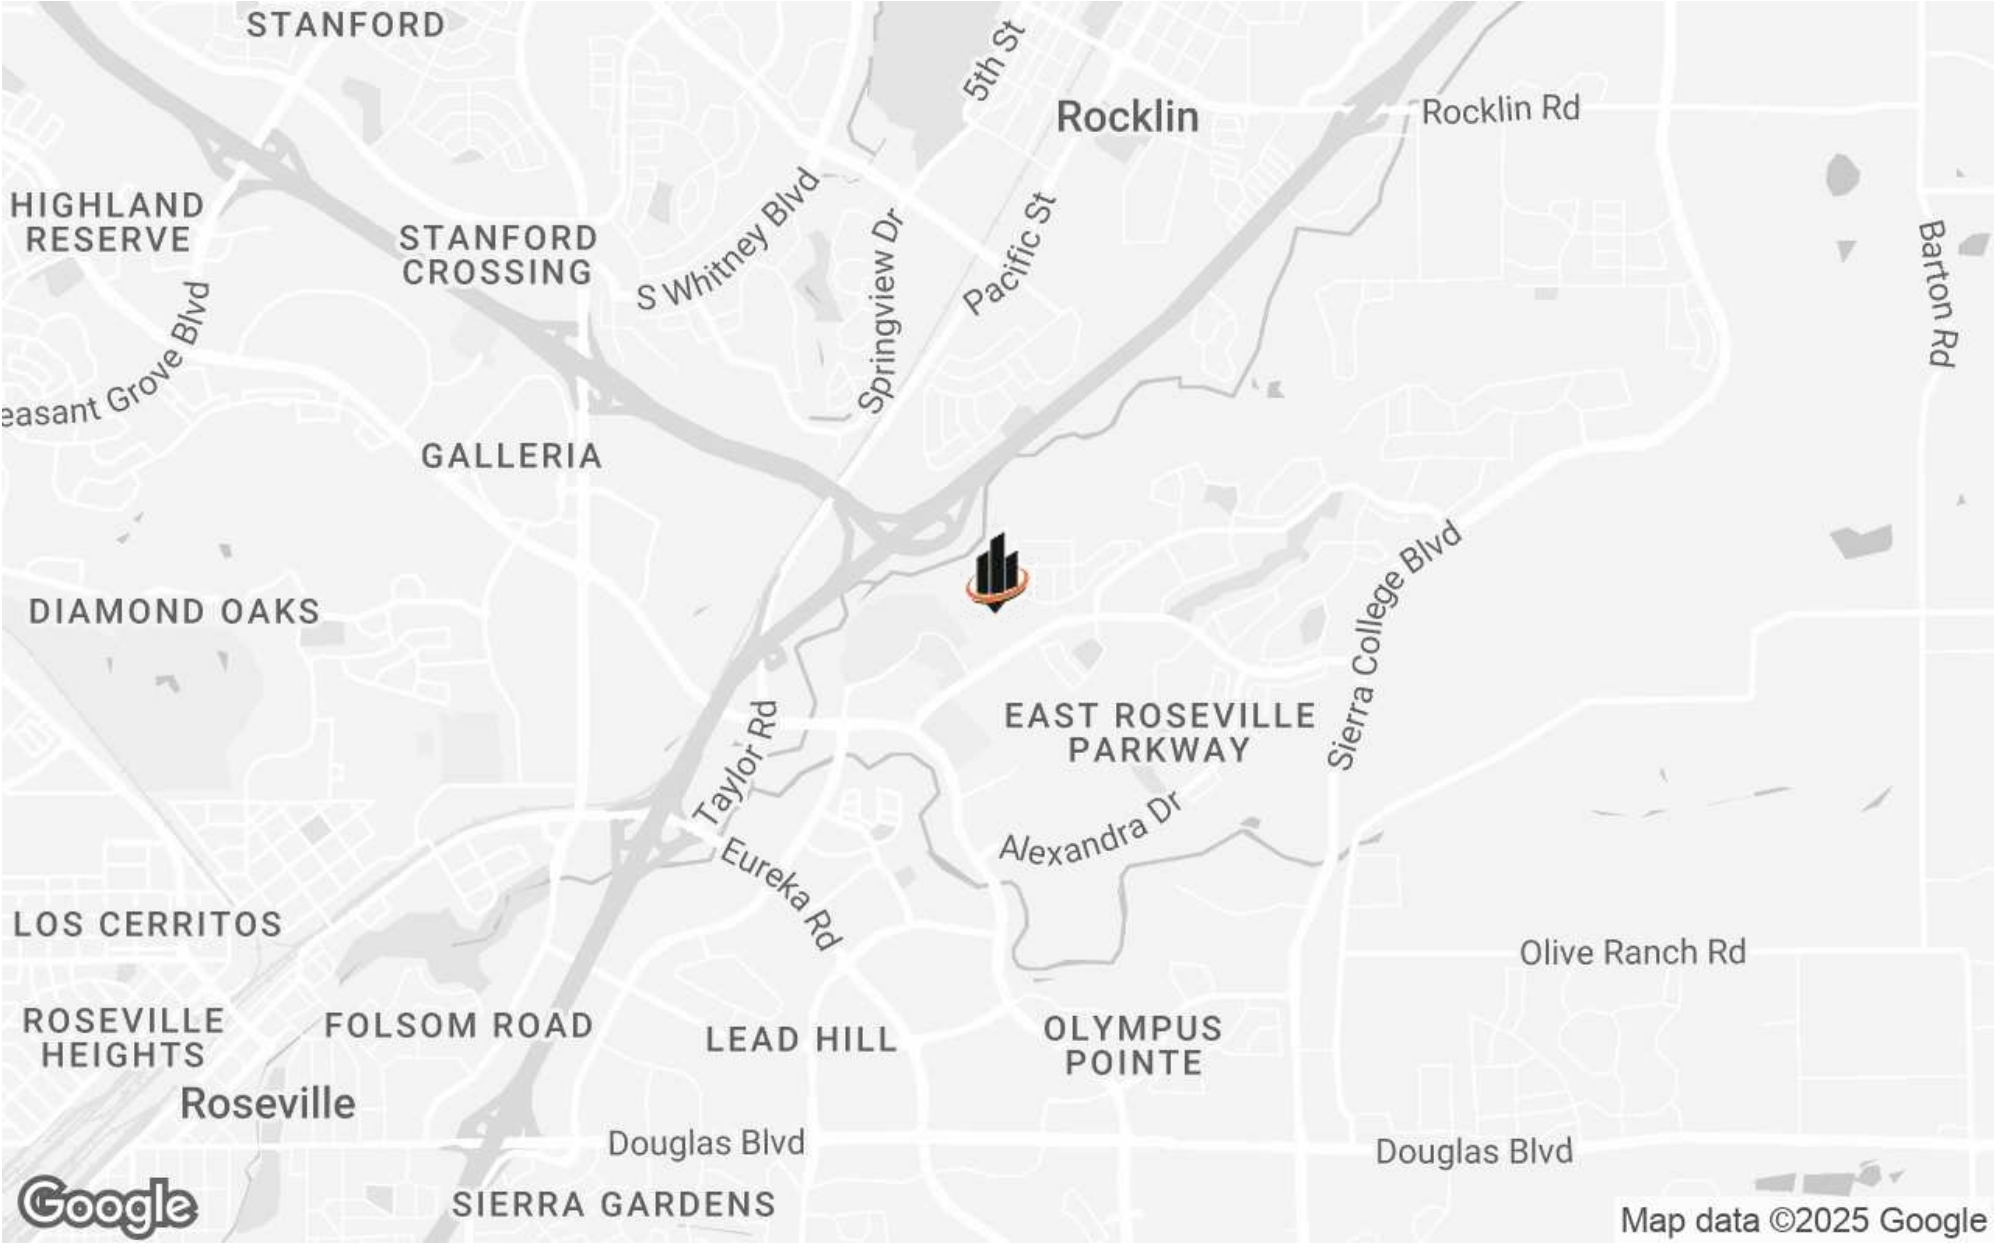 STANFORD
5th St
Rocklin
Rocklin Rd
HIGHLAND
RESERVE
STANFORD
CROSSING
S Whitney Blvd
Springview Dr
Pacific St
Barton Rd
easant Grove Blvd
GALLERIA
DIAMOND OAKS
Sierra College Blvd
EAST ROSEVILLE
PARKWAY
Taylor Rd
Alexandra Dr
Eureka Rd
LOS CERRITOS
Olive Ranch Rd
ROSEVILLE
HEIGHTS
FOLSOM ROAD
LEAD HILL
OLYMPUS
POINTE
Roseville
Douglas Blvd
Douglas Blvd
SIERRA GARDENS
Google
Map data ©2025 Google